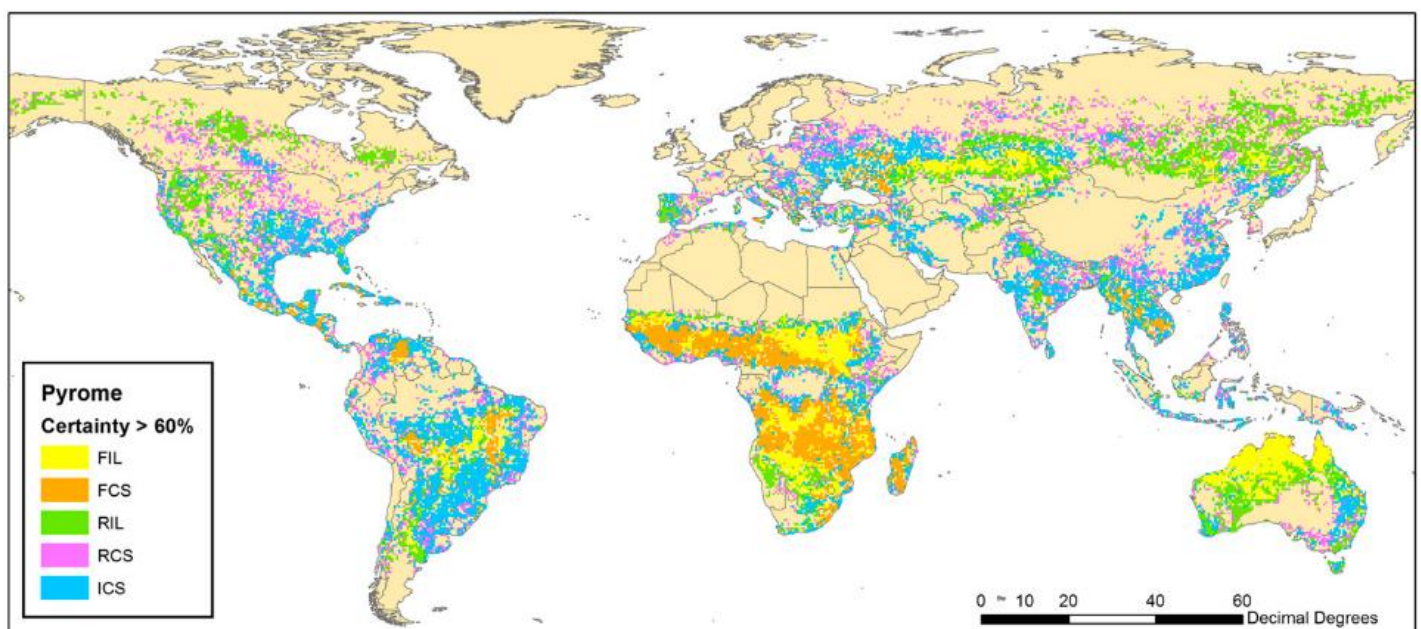 Pyrome
Certainty > 60%
FIL
FCS
RIL
RCS
ICS
0 10 20 40 60
Decimal Degrees